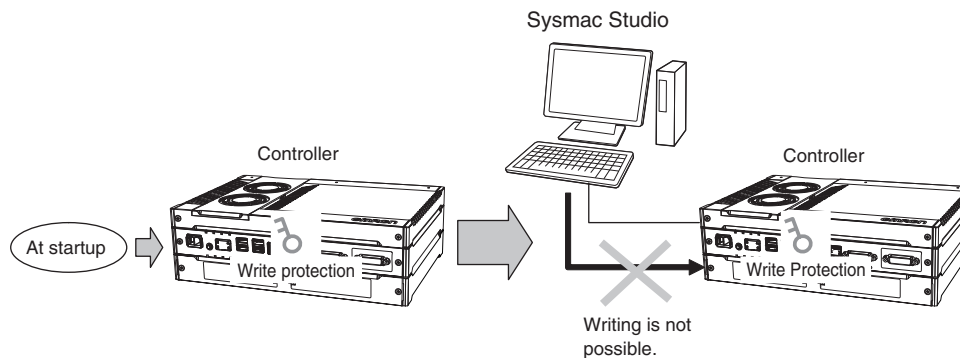 Sysmac Studio
Controller
Controller
At startup
Write protection
Write Protection
Writing is not
possible.